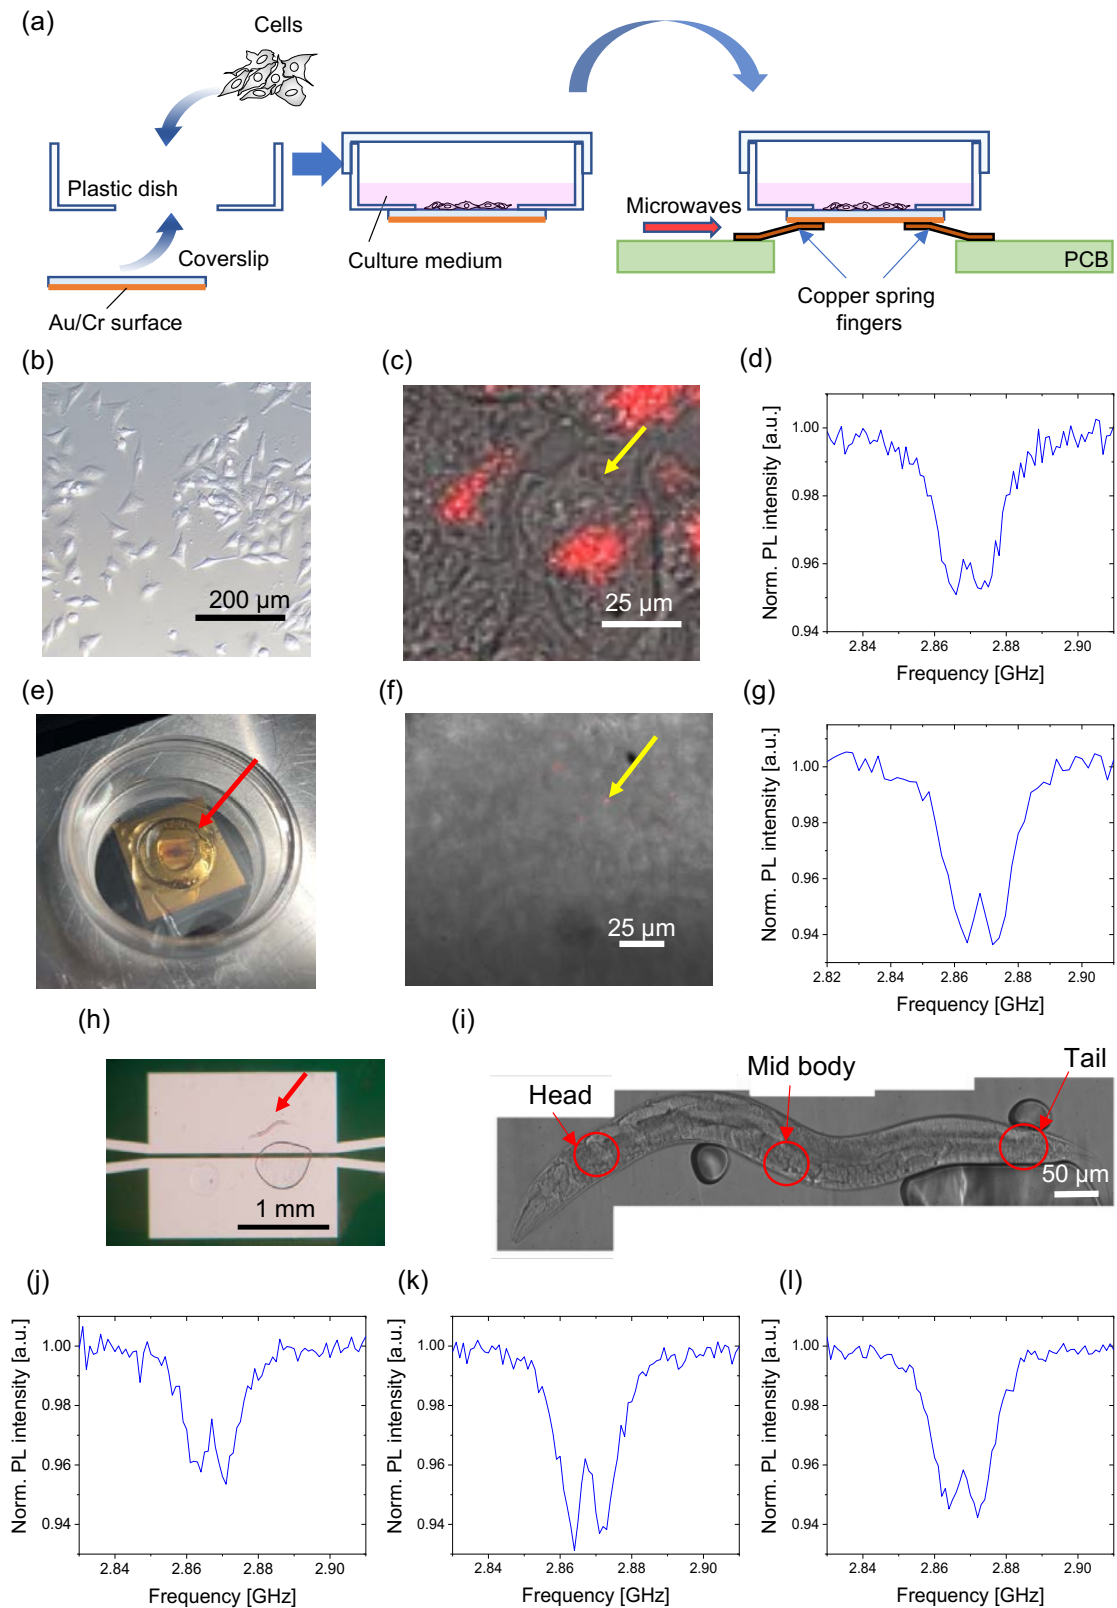 (a)
Cells
Plastic dish
Coverslip
Au/Cr surface
Culture medium
Microwaves
PCB
Copper spring
fingers
(b)
200 µm
(c)
25 µm
(d)
Norm. PL intensity [a.u.]
1.00
0.98
0.96
0.94
2.84 2.86 2.88 2.90
Frequency [GHz]
(e)
(f)
25 µm
(g)
Norm. PL intensity [a.u.]
1.00
0.98
0.96
0.94
2.82 2.84 2.86 2.88 2.90
Frequency [GHz]
(h)
1 mm
(i)
Head
Mid body
Tail
50 µm
(j)
Norm. PL intensity [a.u.]
1.00
0.98
0.96
0.94
2.84 2.86 2.88 2.90
Frequency [GHz]
(k)
Norm. PL intensity [a.u.]
1.00
0.98
0.96
0.94
2.84 2.86 2.88 2.90
Frequency [GHz]
(l)
Norm. PL intensity [a.u.]
1.00
0.98
0.96
0.94
2.84 2.86 2.88 2.90
Frequency [GHz]